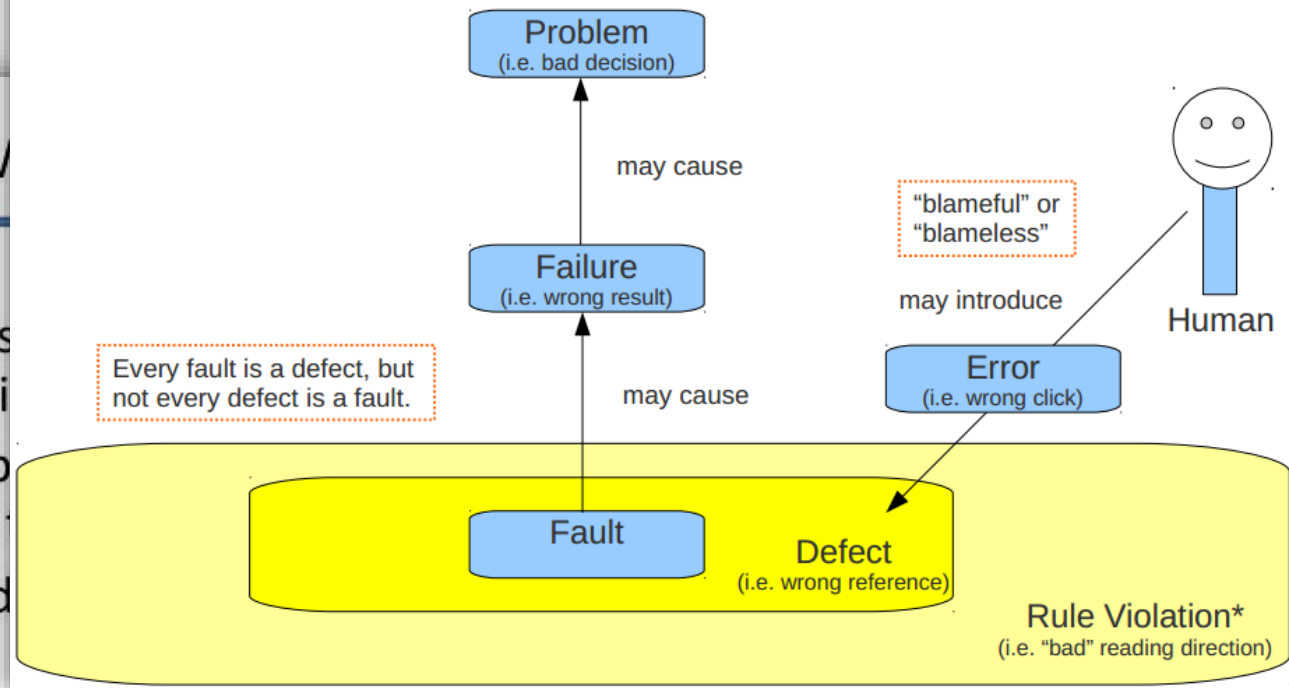 Problem
(i.e. bad decision)
may cause
“blameful” or
“blameless”
Failure
(i.e. wrong result)
may introduce
Human
Every fault is a defect, but
not every defect is a fault.
may cause
Error
(i.e. wrong click)
Fault
Defect
(i.e. wrong reference)
Rule Violation*
(i.e. “bad” reading direction)